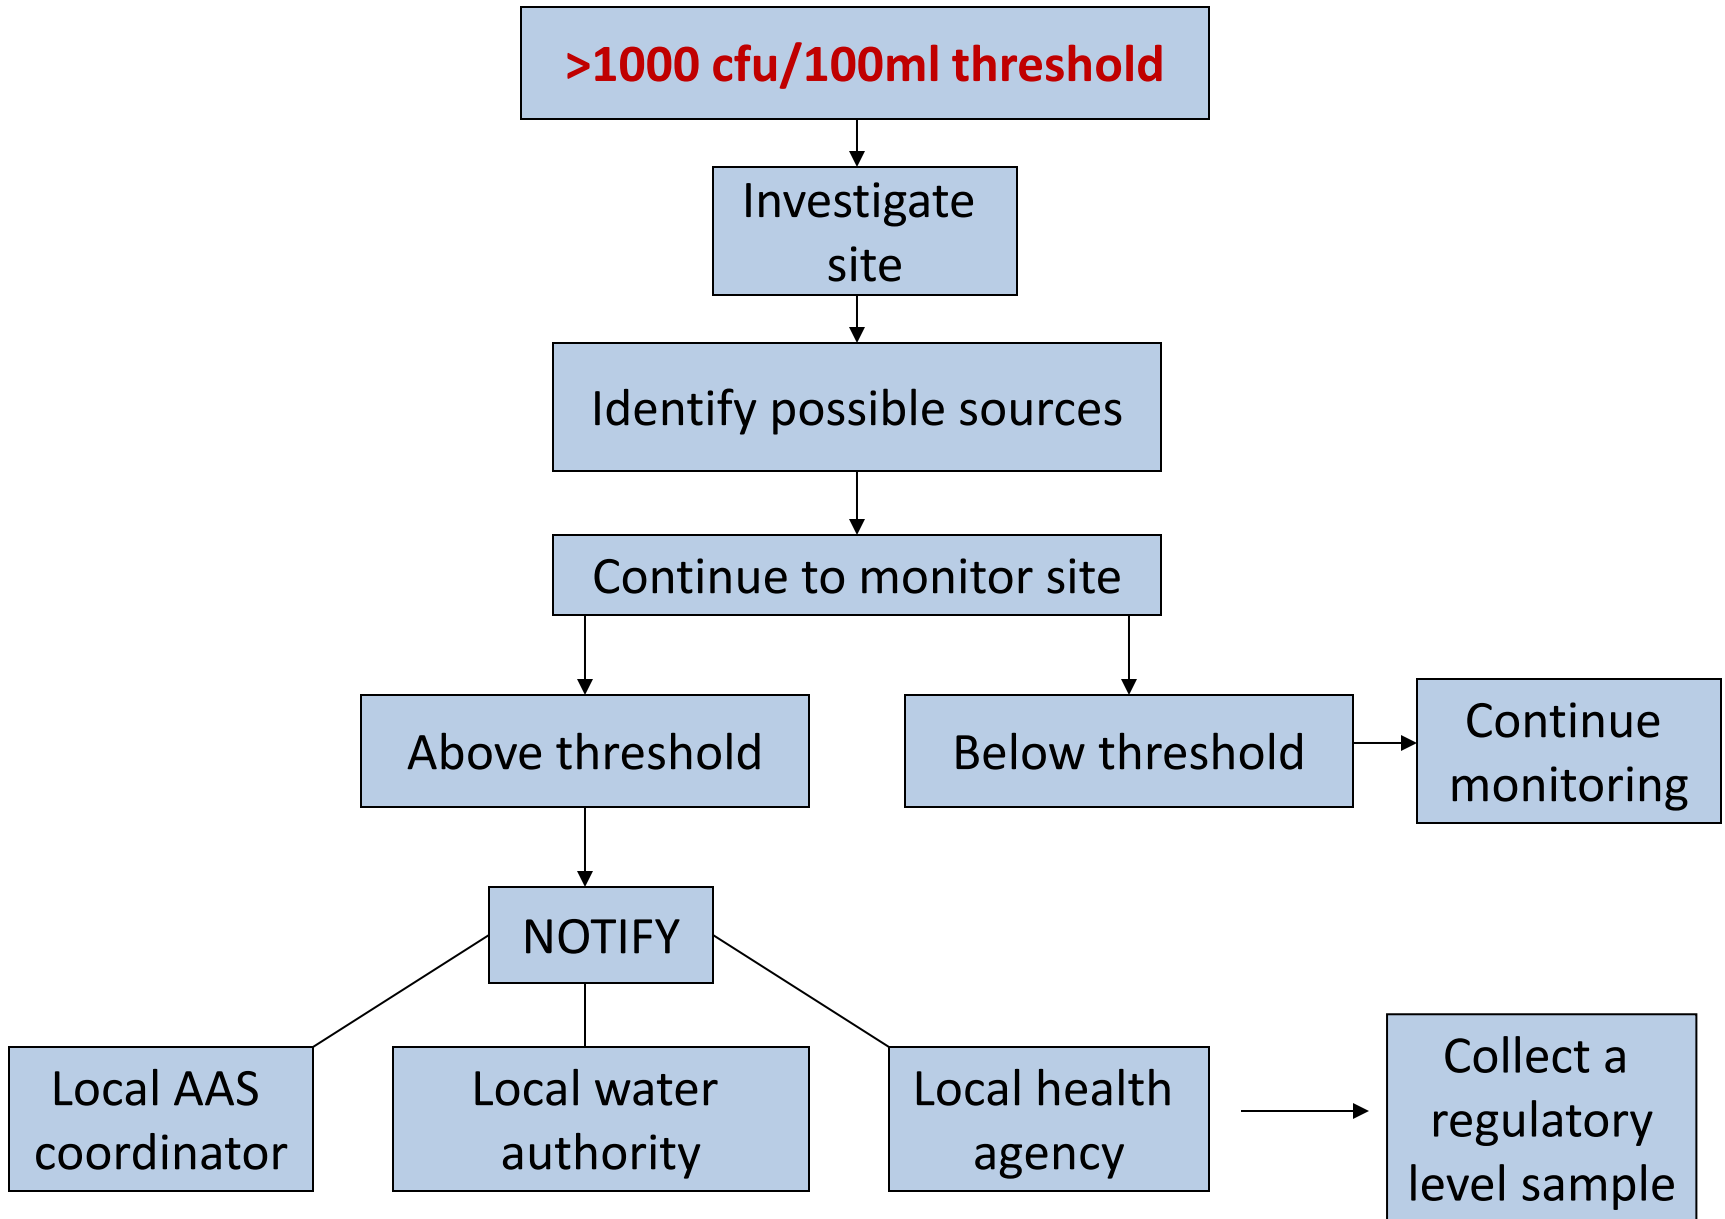 >1000 cfu/100ml threshold
Investigate
site
Identify possible sources
Continue to monitor site
Above threshold
Below threshold
Continue
monitoring
NOTIFY
Local AAS
coordinator
Local water
authority
Local health
agency
Collect a
regulatory
level sample